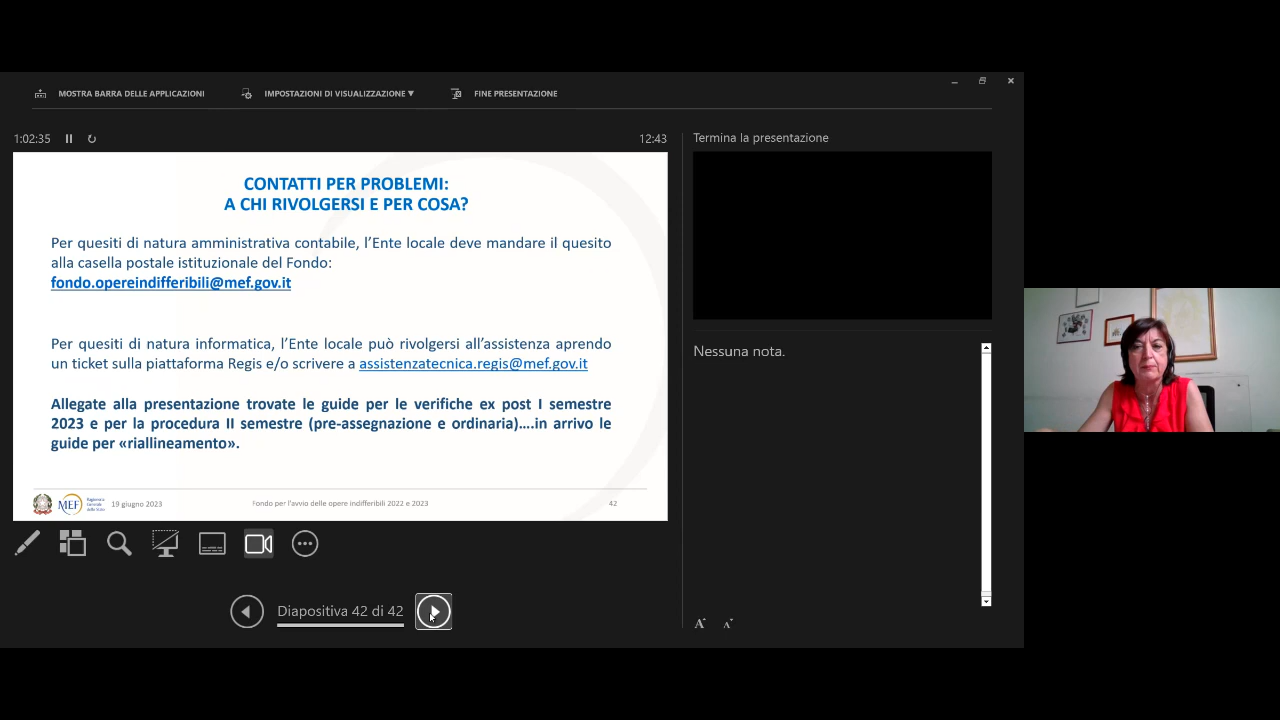 MOSTRA BARRA DELLE APPLICAZIONI
IMPOSTAZIONI DI VISUALIZZAZIONE ▼
FINE PRESENTAZIONE
1:02:35
12:43
Termina la presentazione
CONTATTI PER PROBLEMI:
A CHI RIVOLGERSI E PER COSA?
Per quesiti di natura amministrativa contabile, l'Ente locale deve mandare il quesito
alla casella postale istituzionale del Fondo:
fondo.opereindifferibili@mef.gov.it
Per quesiti di natura informatica, l'Ente locale può rivolgersi all'assistenza aprendo
un ticket sulla piattaforma Regis e/o scrivere a assistenzatecnica.regis@mef.gov.it
Allegate alla presentazione trovate le guide per le verifiche ex post I semestre
2023 e per la procedura II semestre (pre-assegnazione e ordinaria)….in arrivo le
guide per «riallineamento».
MEF
19 giugno 2023
Fondo per l'avvio delle opere indifferibili 2022 e 2023
42
Nessuna nota.
Diapositiva 42 di 42
A
A